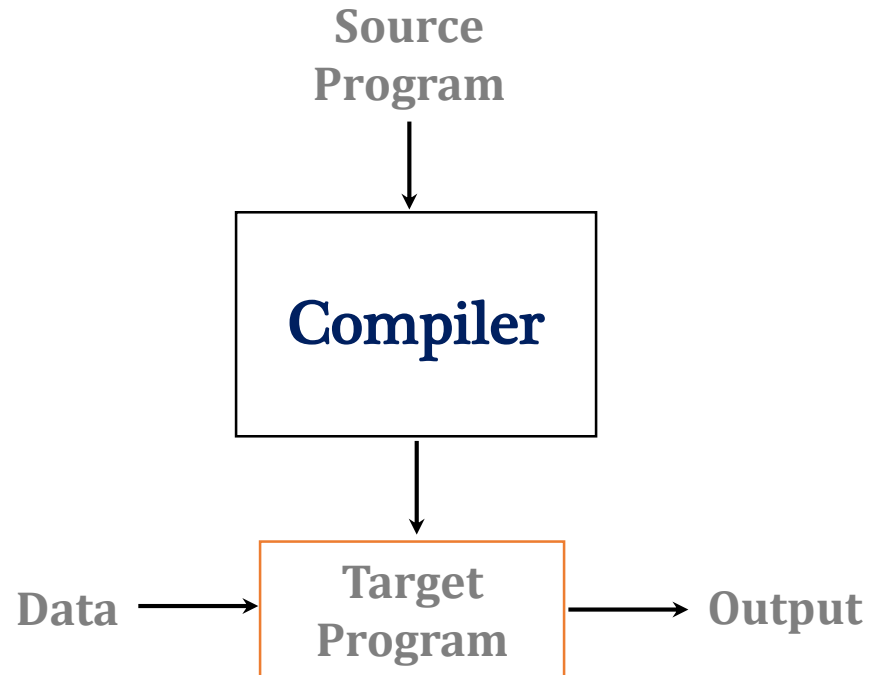 Source
Program
Compiler
Target
Program
Data
Output